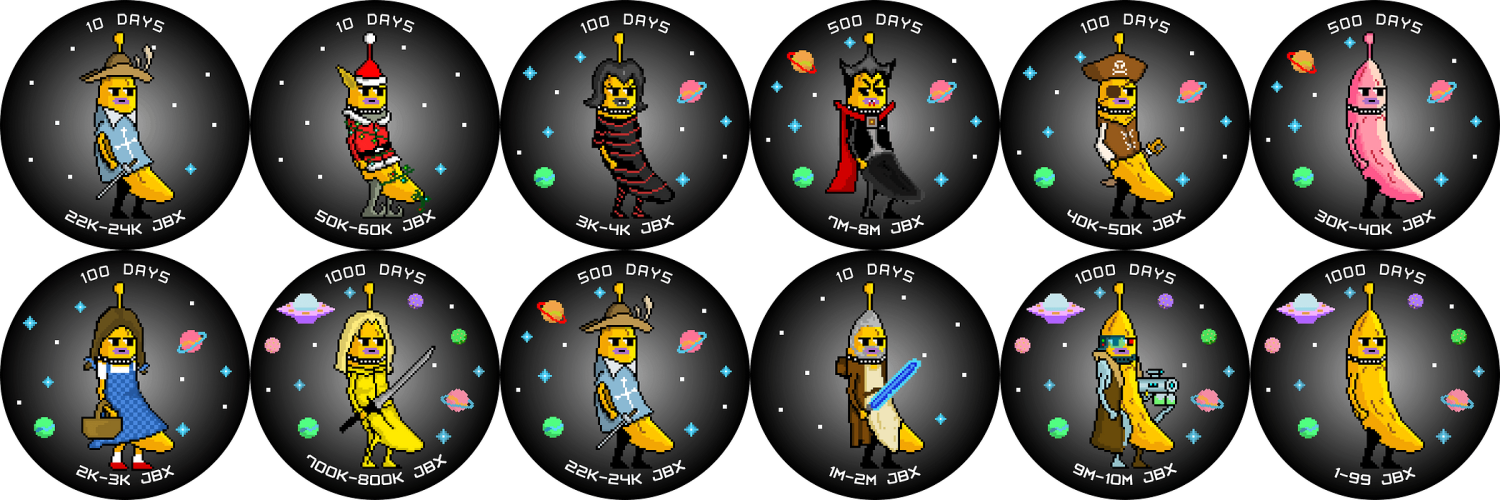 10 DAYS
22K-24K JBX
10 DAYS
50K-60K JBX
100 DAYS
3K-4K JBX
500 DAYS
7M-8M JBX
100 DAYS
40K-50K JBX
500 DAYS
30K-40K JBX
100 DAYS
2K-3K JBX
1000 DAYS
700K-800K JBX
500 DAYS
22K-24K JBX
10 DAYS
1M-2M JBX
1000 DAYS
9M-10M JBX
1000 DAYS
1-99 JBX